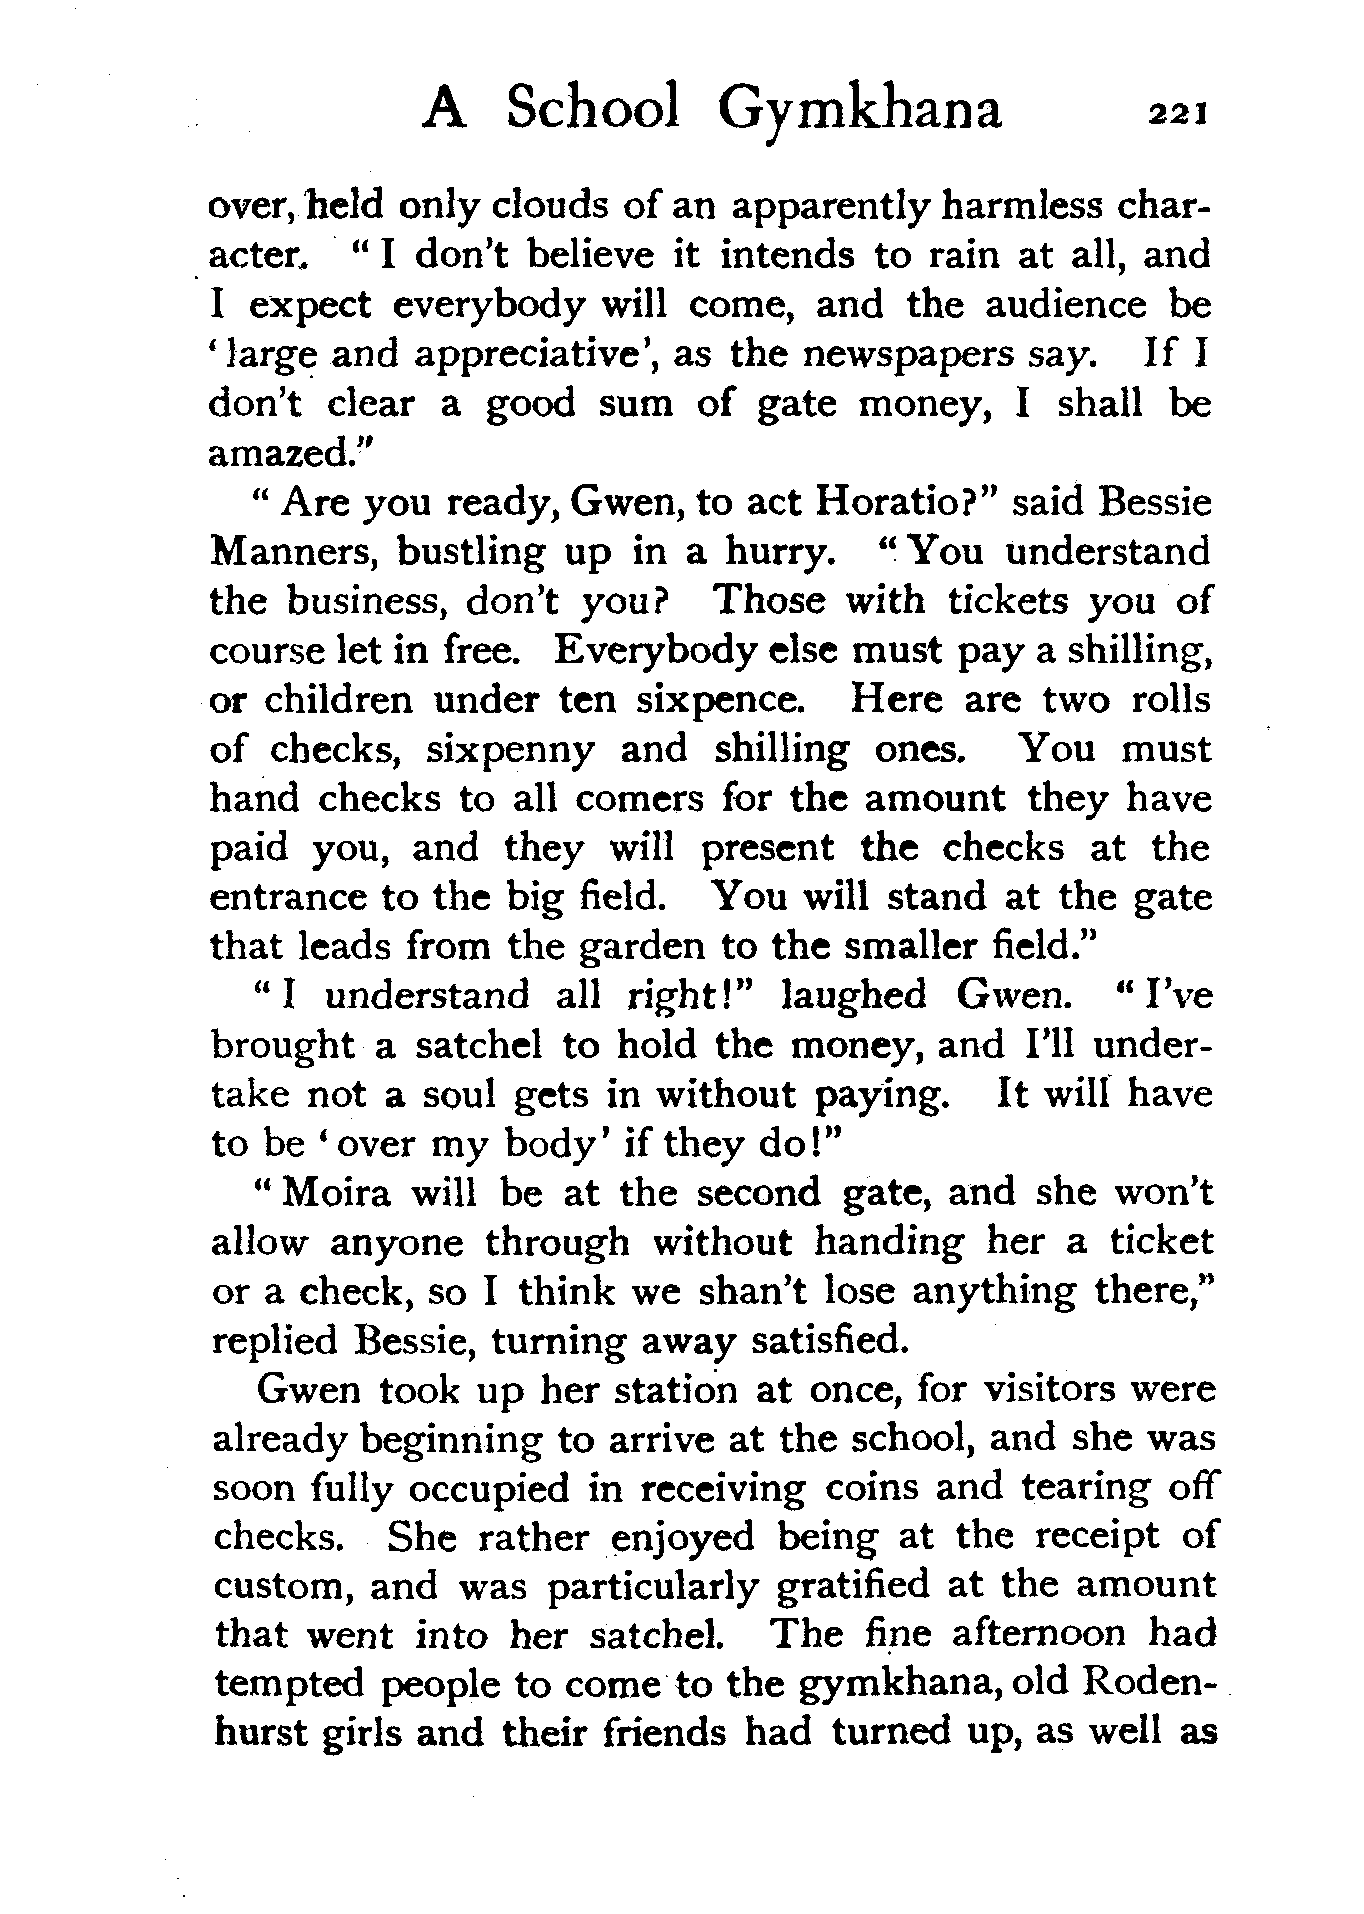 A School Gymkhana 221
over, held only clouds of an apparently harmless char-
acter. "I don't believe it intends to rain at all, and
I expect everybody will come, and the audience be
'large and appreciative', as the newspapers say. If I
don't clear a good sum of gate money, I shall be
amazed."
"Are you ready, Gwen, to act Horatio?" said Bessie
Manners, bustling up in a hurry. "You understand
the business, don't you? Those with tickets you of
course let in free. Everybody else must pay a shilling,
or children under ten sixpence. Here are two rolls
of checks, sixpenny and shilling ones. You must
hand checks to all comers for the amount they have
paid you, and they will present the checks at the
entrance to the big field. You will stand at the gate
that leads from the garden to the smaller field."
"I understand all right!" laughed Gwen. "I've
brought a satchel to hold the money, and I'll under-
take not a soul gets in without paying. It will have
to be 'over my body' if they do!"
"Moira will be at the second gate, and she won't
allow anyone through without handing her a ticket
or a check, so I think we shan't lose anything there,"
replied Bessie, turning away satisfied.
Gwen took up her station at once, for visitors were
already beginning to arrive at the school, and she was
soon fully occupied in receiving coins and tearing off
checks. She rather enjoyed being at the receipt of
custom, and was particularly gratified at the amount
that went into her satchel. The fine afternoon had
tempted people to come to the gymkhana, old Roden-
hurst girls and their friends had turned up, as well as